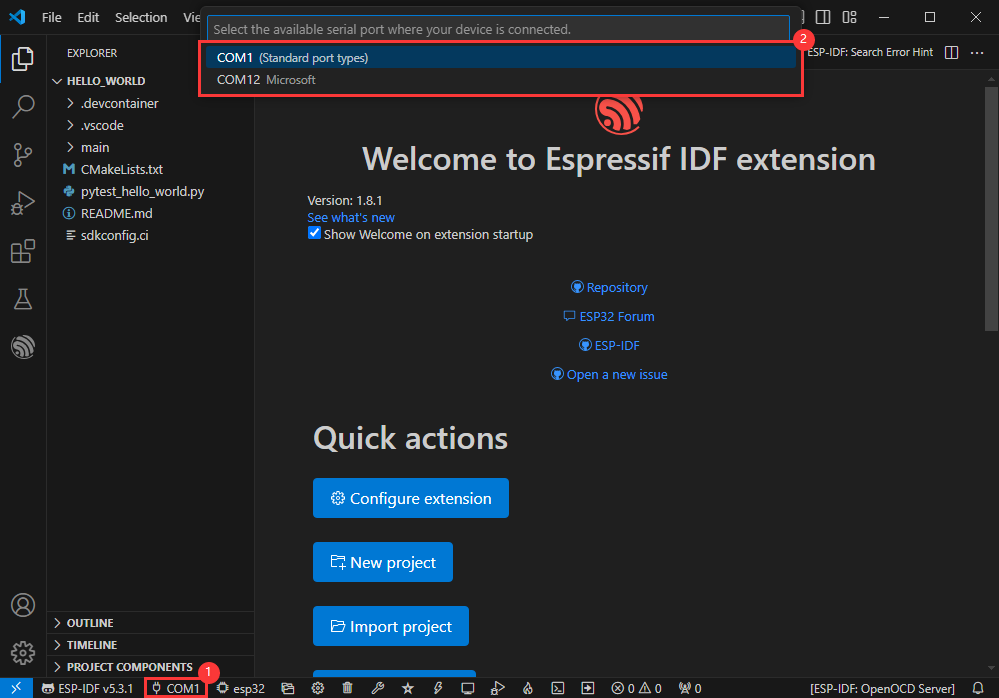 File Edit Selection Vie
Select the available serial port where your device is connected.
COM1 (Standard port types)
COM12 Microsoft
2
ESP-IDF: Search Error Hint
EXPLORER
HELLO_WORLD
.devcontainer
.vscode
main
CMakeLists.txt
pytest_hello_world.py
README.md
sdkconfig.ci
Welcome to Espressif IDF extension
Version: 1.8.1
See what's new
Show Welcome on extension startup
Repository
ESP32 Forum
ESP-IDF
Open a new issue
Quick actions
Configure extension
New project
Import project
OUTLINE
TIMELINE
PROJECT COMPONENTS
1
ESP-IDF v5.3.1 COM1 esp32 0 0 0 [ESP-IDF: OpenOCD Server]